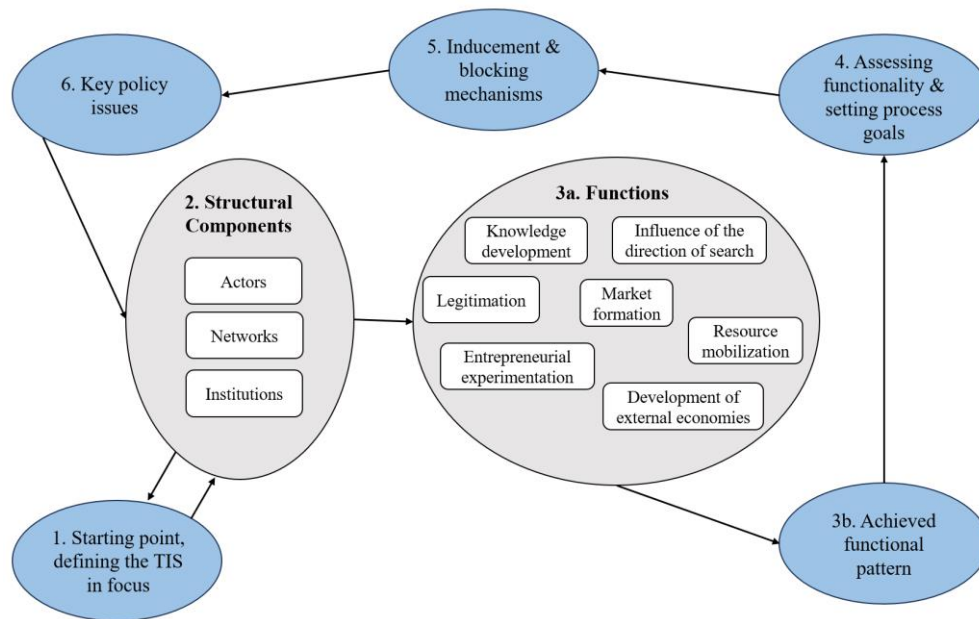 5. Inducement &
blocking
mechanisms
6. Key policy
issues
4. Assessing
functionality &
setting process
goals
2. Structural
Components
Actors
Networks
Institutions
3a. Functions
Knowledge
development
Influence of the
direction of search
Legitimation
Market
formation
Resource
mobilization
Entrepreneurial
experimentation
Development of
external economies
1. Starting point,
defining the TIS
in focus
3b. Achieved
functional
pattern